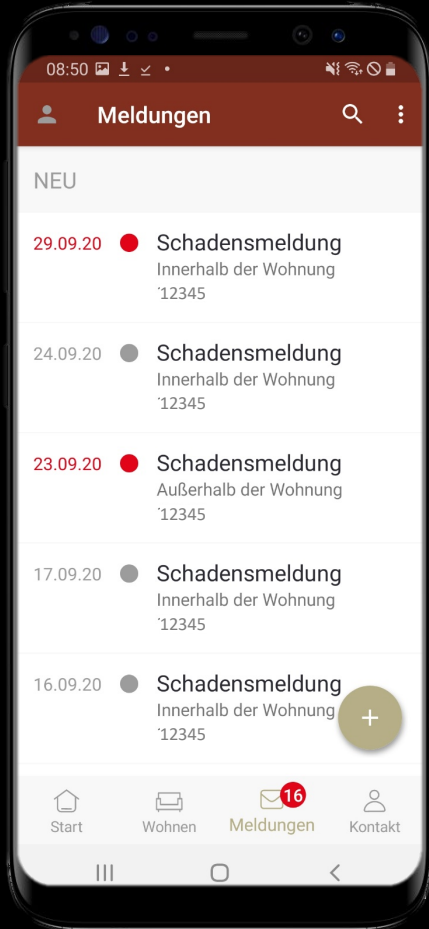 08:50
Meldungen
NEU
29.09.20 Schadensmeldung
Innerhalb der Wohnung
12345
24.09.20 Schadensmeldung
Innerhalb der Wohnung
12345
23.09.20 Schadensmeldung
Außerhalb der Wohnung
12345
17.09.20 Schadensmeldung
Innerhalb der Wohnung
12345
16.09.20 Schadensmeldung
Innerhalb der Wohnung
12345
+
16
Start Wohnen Meldungen Kontakt